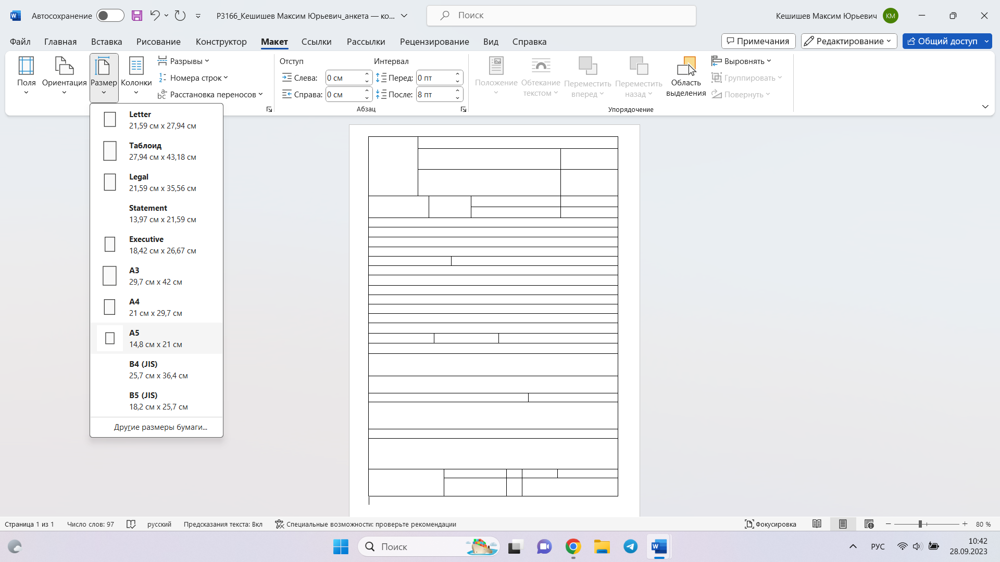 Автосохранение
P3166_Кешишев Максим Юрьевич_анкета — ко...
Поиск
Кешишев Максим Юрьевич
КМ
Файл
Главная
Вставка
Рисование
Конструктор
Макет
Ссылки
Рассылки
Рецензирование
Вид
Справка
Примечания
Редактирование
Общий доступ
Поля
Ориентация
Размер
Колонки
Разрывы
Номера строк
Расстановка переносов
Отступ
Интервал
Слева:
0 см
Перед:
0 пт
Справа:
0 см
После:
8 пт
Абзац
Положение
Обтекание текстом
Переместить вперед
Переместить назад
Область выделения
Выровнять
Группировать
Повернуть
Упорядочение
Letter
21,59 см x 27,94 см
Таблоид
27,94 см x 43,18 см
Legal
21,59 см x 35,56 см
Statement
13,97 см x 21,59 см
Executive
18,42 см x 26,67 см
A3
29,7 см x 42 см
A4
21 см x 29,7 см
A5
14,8 см x 21 см
B4 (JIS)
25,7 см x 36,4 см
B5 (JIS)
18,2 см x 25,7 см
Другие размеры бумаги...
Страница 1 из 1
Число слов: 97
русский
Предсказания текста: Вкл
Специальные возможности: проверьте рекомендации
Фокусировка
80 %
Поиск
РУС
10:42
28.09.2023